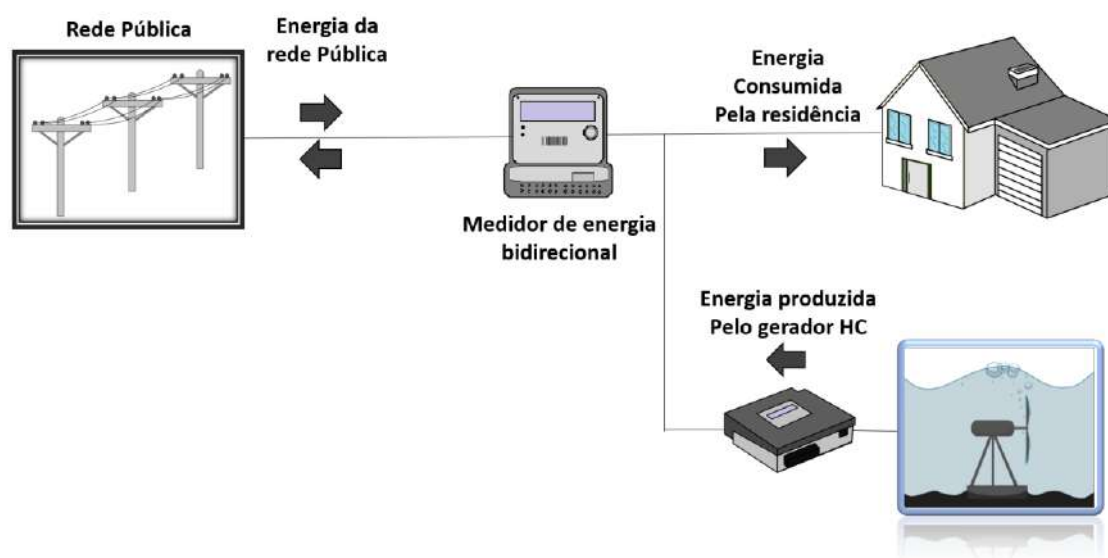 Rede Pública
Energia da
rede Pública
Energia
Consumida
Pela residência
Medidor de energia
bidirecional
Energia produzida
Pelo gerador HC